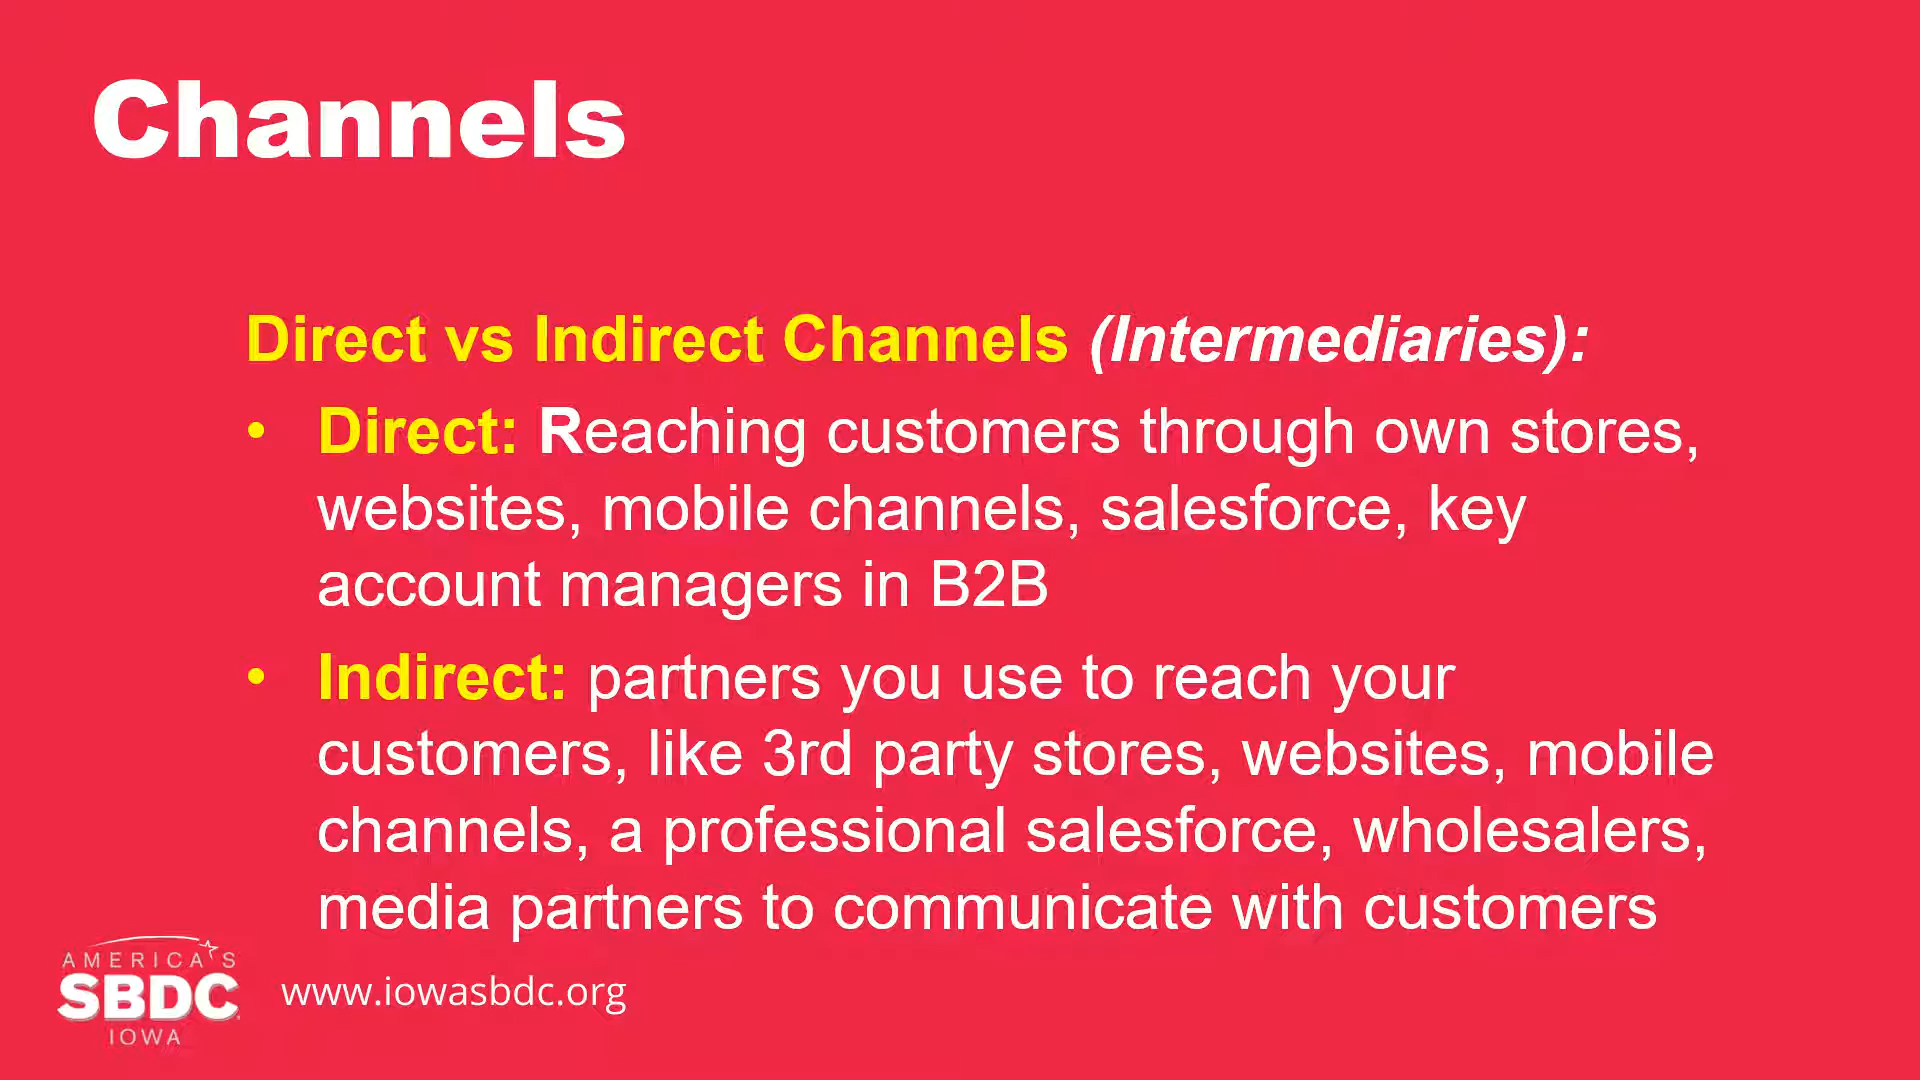 Channels
Direct vs Indirect Channels (Intermediaries):
• Direct: Reaching customers through own stores,
websites, mobile channels, salesforce, key
account managers in B2B
• Indirect: partners you use to reach your
customers, like 3rd party stores, websites, mobile
channels, a professional salesforce, wholesalers,
media partners to communicate with customers
AMERICA'S
SBDC
IOWA
www.iowasbdc.org